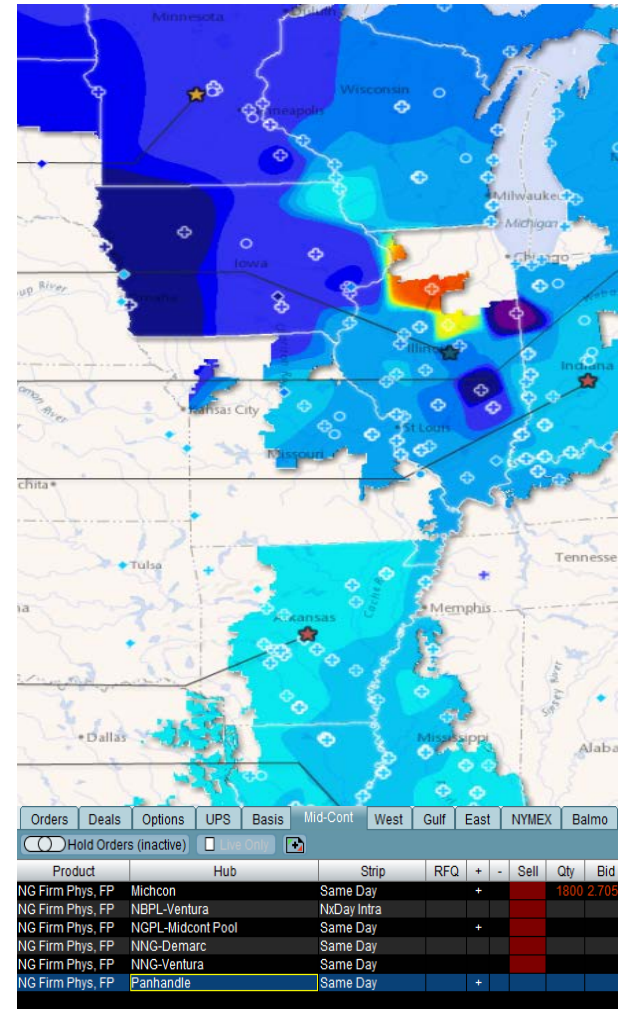 Minnesota
Duluth
Wisconsin
Milwaukee
Michigan
Iowa
Illinois
Indiana
Kansas City
St Louis
Missouri
Tulsa
Tennesse
Arkansas
Cache
Memphis
Dallas
Mississippi
Alaba
Orders Deals Options UPS Basis Mid-Cont West Gulf East NYMEX Balmo
Hold Orders (inactive) Live Only
Product Hub Strip RFQ + - Sell Qty Bid
NG Firm Phys, FP Michcon Same Day + 1800 2.705
NG Firm Phys, FP NBPL-Ventura NxDay Intra
NG Firm Phys, FP NGPL-Midcont Pool Same Day +
NG Firm Phys, FP NNG-Demarc Same Day
NG Firm Phys, FP NNG-Ventura Same Day
NG Firm Phys, FP Panhandle Same Day +